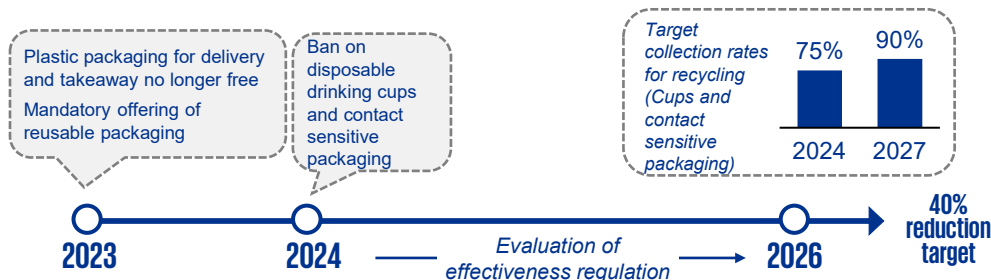 Plastic packaging for delivery
and takeaway no longer free
Mandatory offering of
reusable packaging
Ban on
disposable
drinking cups
and contact
sensitive
packaging
Target
collection rates
for recycling
(Cups and
contact
sensitive
packaging)
75%
90%
2024
2027
2023
2024
Evaluation of
effectiveness regulation
2026
40%
reduction
target